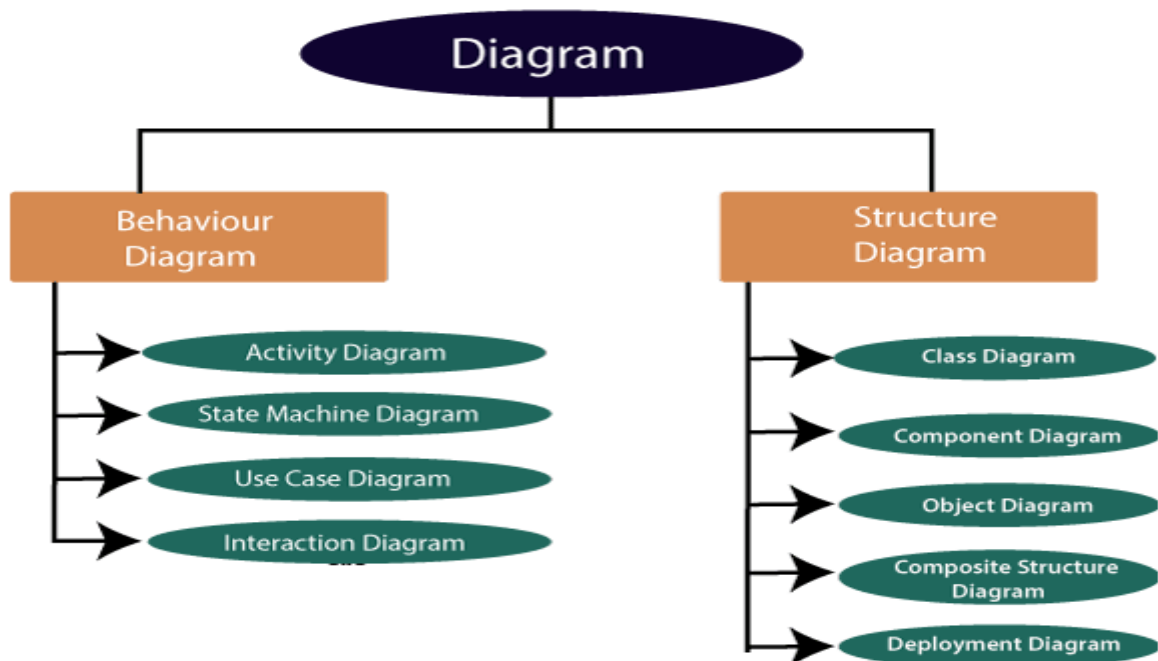 Diagram
Behaviour
Diagram
Activity Diagram
State Machine Diagram
Use Case Diagram
Interaction Diagram
Structure
Diagram
Class Diagram
Component Diagram
Object Diagram
Composite Structure
Diagram
Deployment Diagram